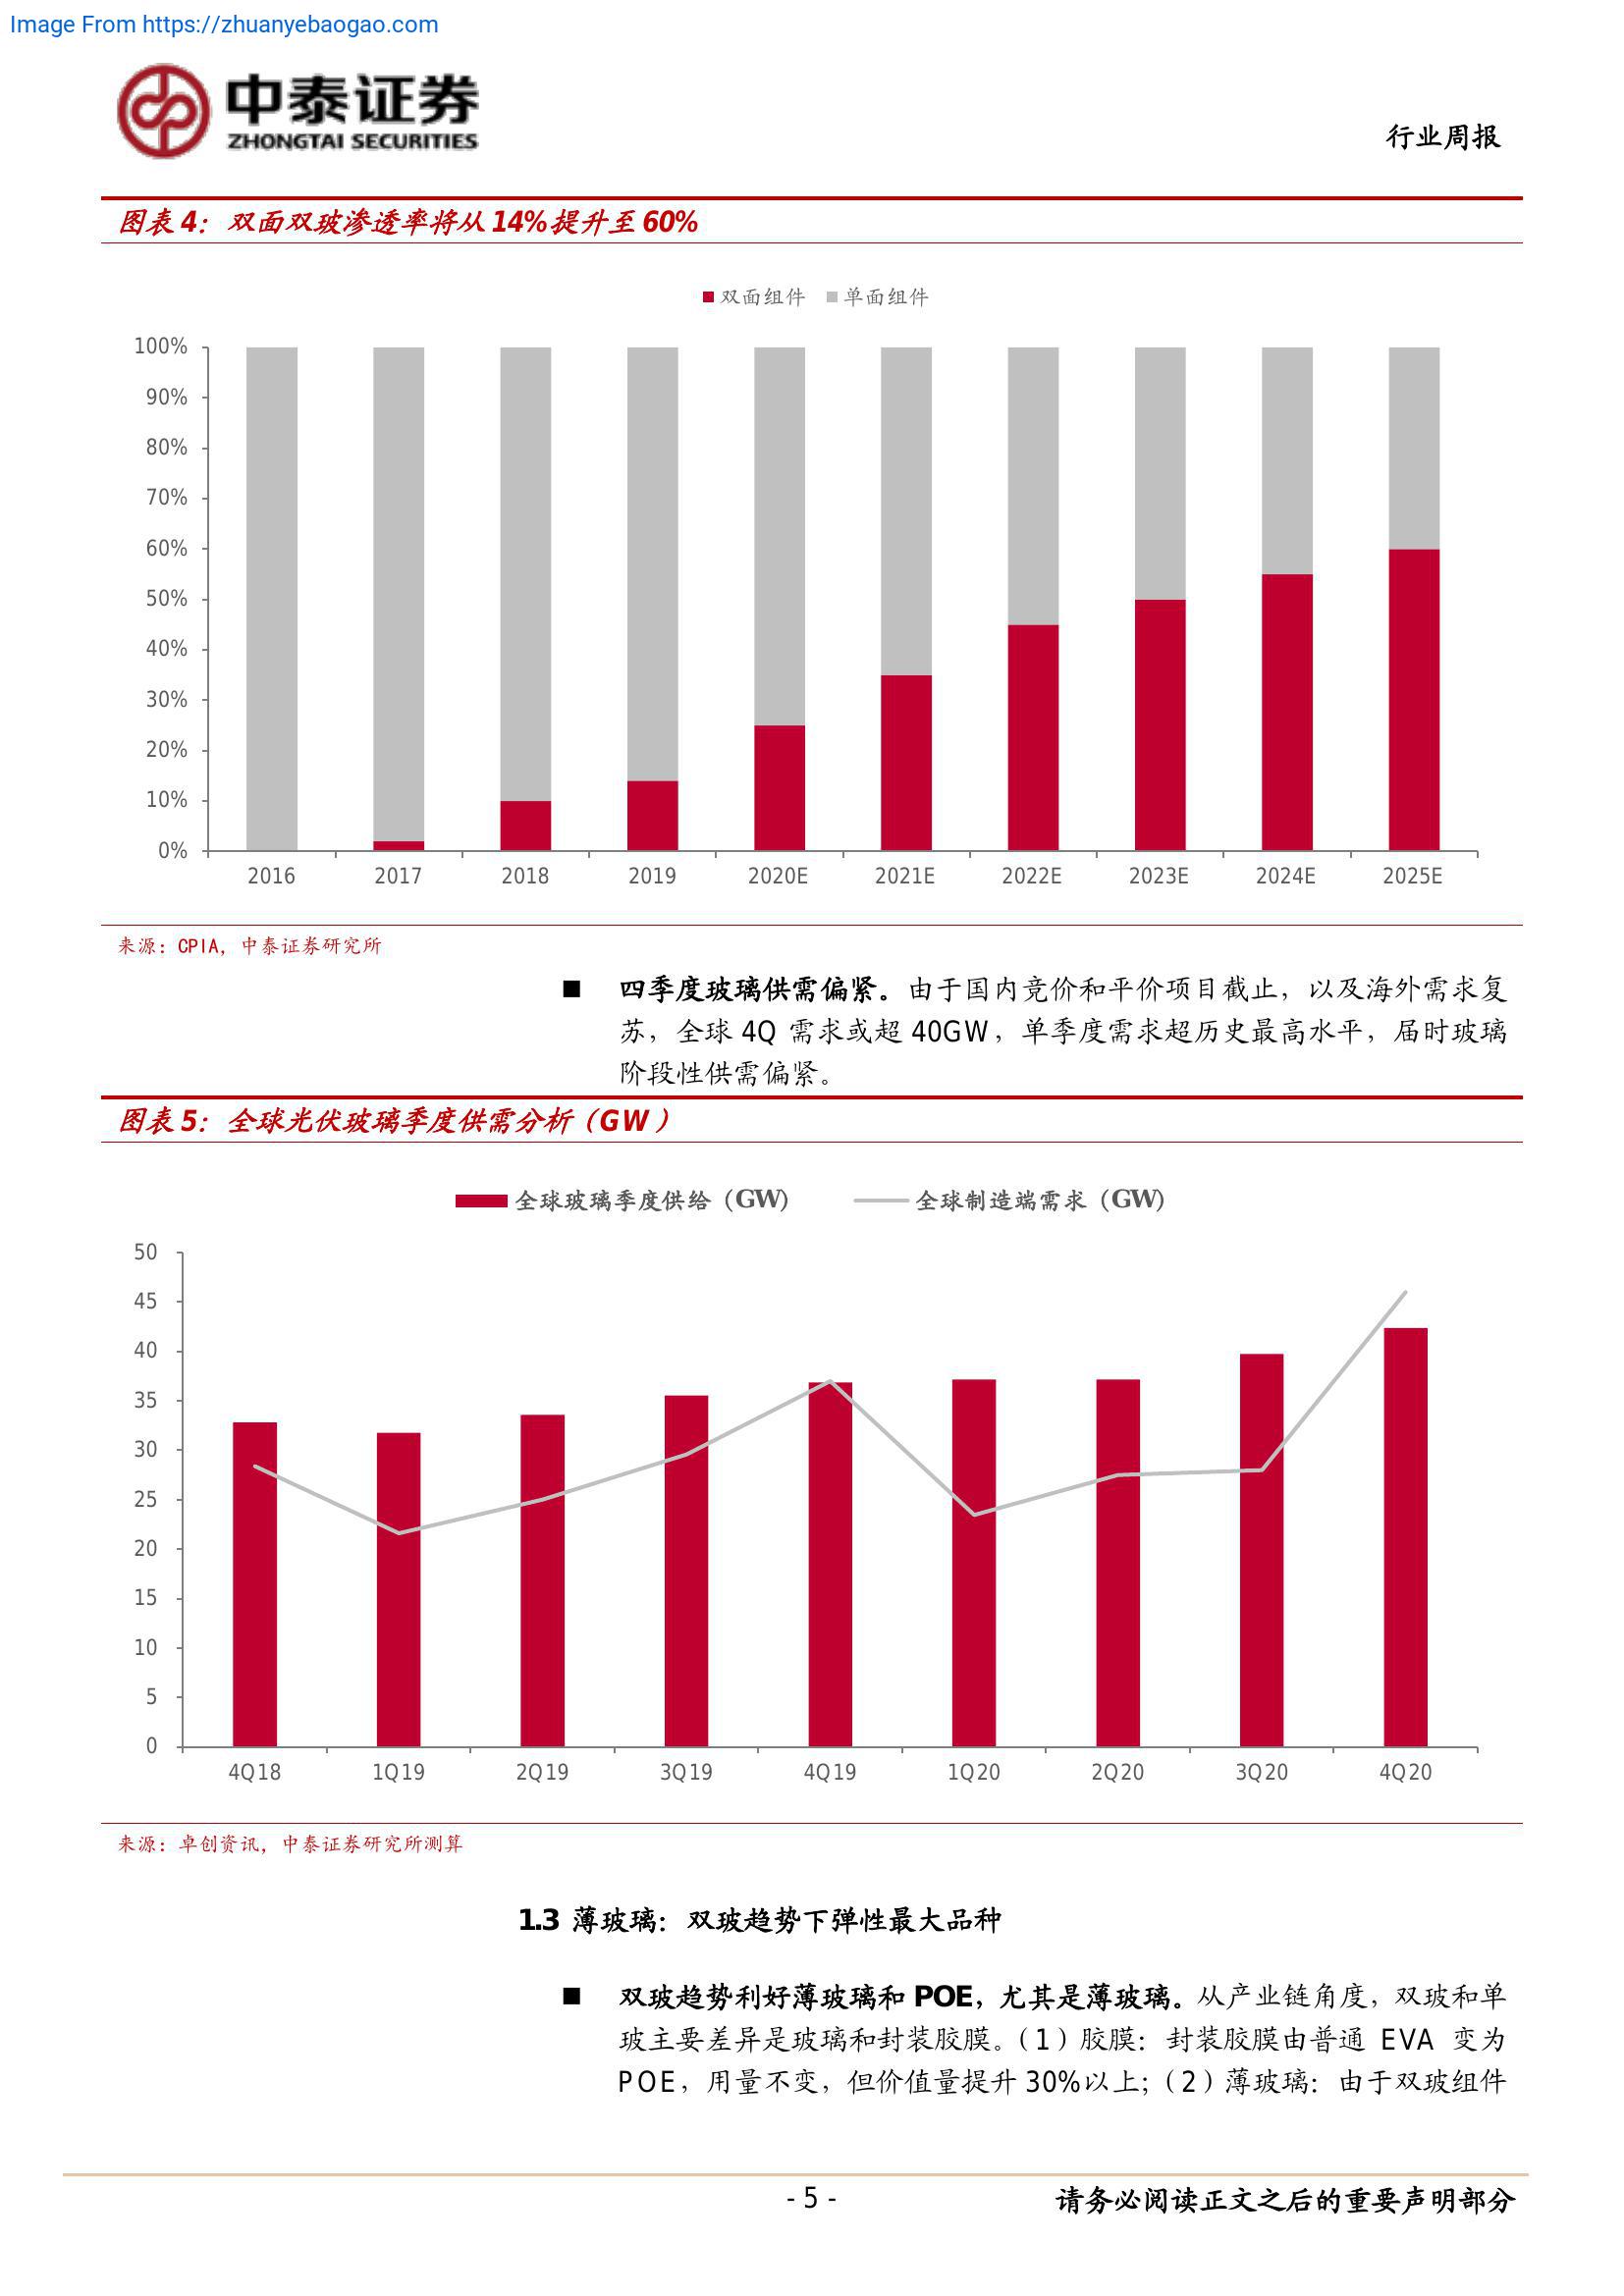 Image From https://zhuanyebaogao.com
中泰证券
ZHONGTAI SECURITIES
行业周报
图表 4：双面双玻渗透率将从 14%提升至 60%
双面组件 单面组件
100%
90%
80%
70%
60%
50%
40%
30%
20%
10%
0%
2016 2017 2018 2019 2020E 2021E 2022E 2023E 2024E 2025E
来源：CPIA，中泰证券研究所
■ 四季度玻璃供需偏紧。由于国内竞价和平价项目截止，以及海外需求复
苏，全球 4Q 需求或超 40GW，单季度需求超历史最高水平，届时玻璃
阶段性供需偏紧。
图表 5：全球光伏玻璃季度供需分析（GW）
全球玻璃季度供给（GW） 全球制造端需求（GW）
50
45
40
35
30
25
20
15
10
5
0
4Q18 1Q19 2Q19 3Q19 4Q19 1Q20 2Q20 3Q20 4Q20
来源：卓创资讯，中泰证券研究所测算
1.3 薄玻璃：双玻趋势下弹性最大品种
■ 双玻趋势利好薄玻璃和 POE，尤其是薄玻璃。从产业链角度，双玻和单
玻主要差异是玻璃和封装胶膜。（1）胶膜：封装胶膜由普通 EVA 变为
POE，用量不变，但价值量提升 30%以上；（2）薄玻璃：由于双玻组件
- 5 -
请务必阅读正文之后的重要声明部分